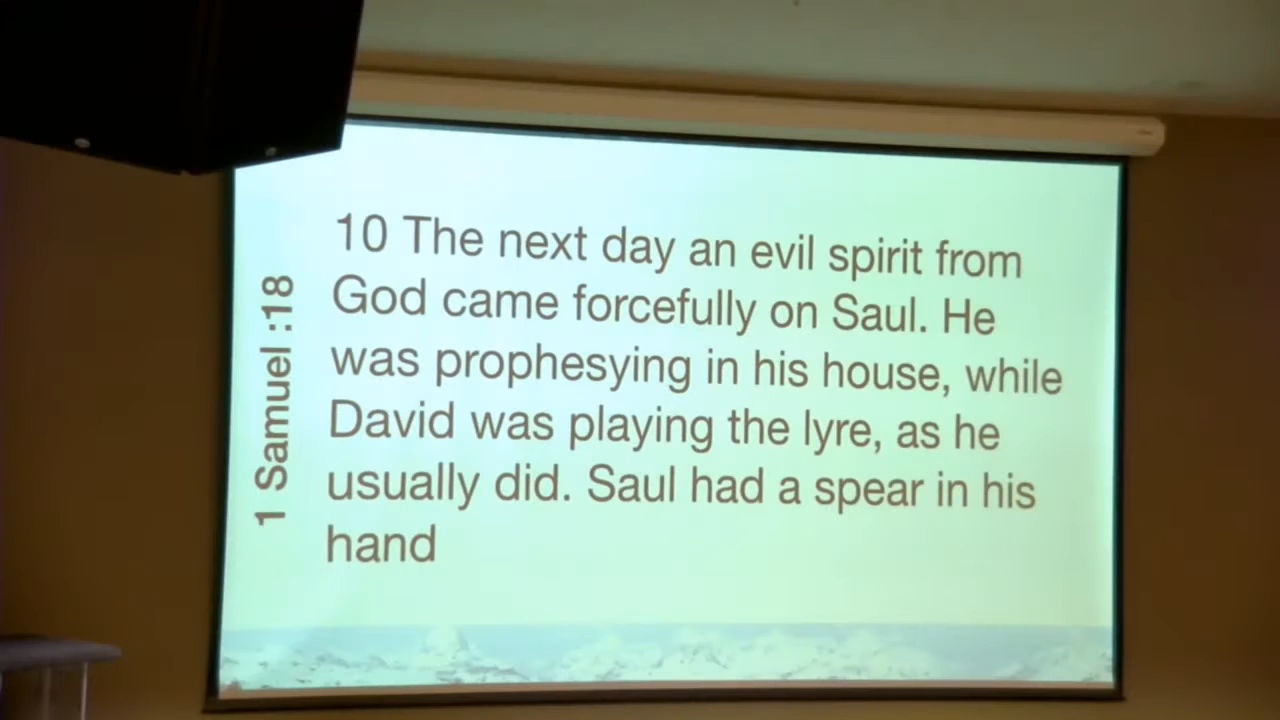 1 Samuel :18
10 The next day an evil spirit from
God came forcefully on Saul. He
was prophesying in his house, while
David was playing the lyre, as he
usually did. Saul had a spear in his
hand